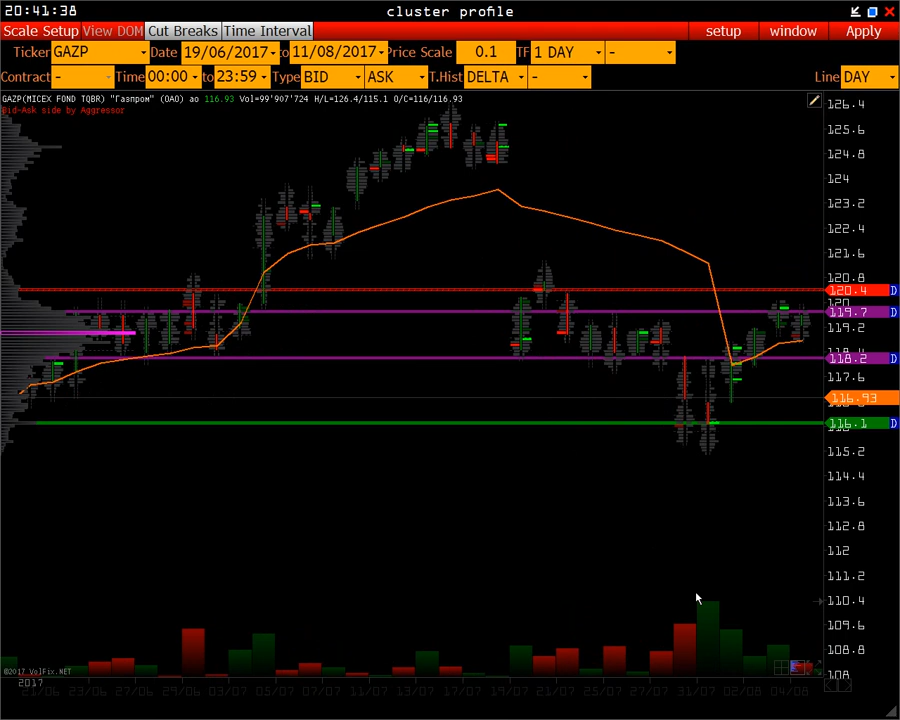 20:41:38
cluster profile
Scale Setup View DOM Cut Breaks Time Interval setup window Apply
Ticker GAZP Date 19/06/2017 to 11/08/2017 Price Scale 0.1 TF 1 DAY -
Contract - Time 00:00 to 23:59 Type BID ASK T.Hist DELTA - Line DAY
GAZP(MICEX FOND TQBR) "Газпром" (ОАО) ао 116.93 Vol=99'907'724 H/L=126.4/115.1 O/C=116/116.93
Bid-Ask side by Aggressor
126.4
125.6
124.8
124
123.2
122.4
121.6
120.8
120.4 D
120
119.7 D
119.2
118.2 D
117.6
116.93
116.1 D
115.2
114.4
113.6
112.8
112
111.2
110.4
109.6
108.8
108
©2017 VolFix.NET
2017
21/06 23/06 27/06 29/06 03/07 05/07 07/07 11/07 13/07 17/07 19/07 21/07 25/07 27/07 31/07 02/08 04/08